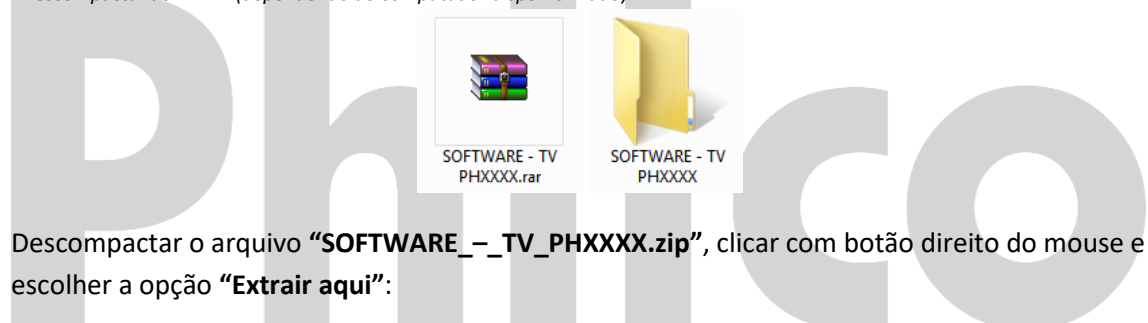 SOFTWARE - TV
PHXXXX.rar
SOFTWARE - TV
PHXXXX
Descompactar o arquivo “SOFTWARE_–_TV_PHXXXX.zip”, clicar com botão direito do mouse e
escolher a opção “Extrair aqui”:
Philco